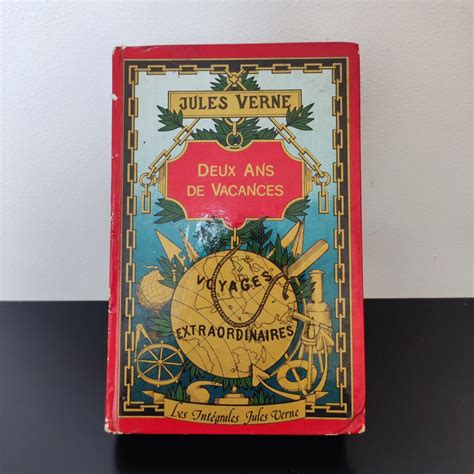 JULES VERNE
DEUX ANS
DE VACANCES
VOYAGES
EXTRAORDINAIRES
Les Intégrales Jules Verne